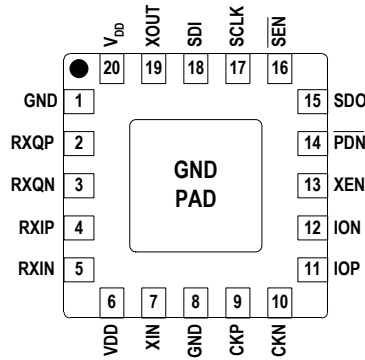 V_DD XOUT SDI SCLK S̅E̅N̅
20 19 18 17 16
GND 1 15 SDO
RXQP 2 14 P̅D̅N̅
RXQN 3 13 XEN
RXIP 4 12 ION
RXIN 5 11 IOP
GND
PAD
6 7 8 9 10
VDD XIN GND CKP CKN